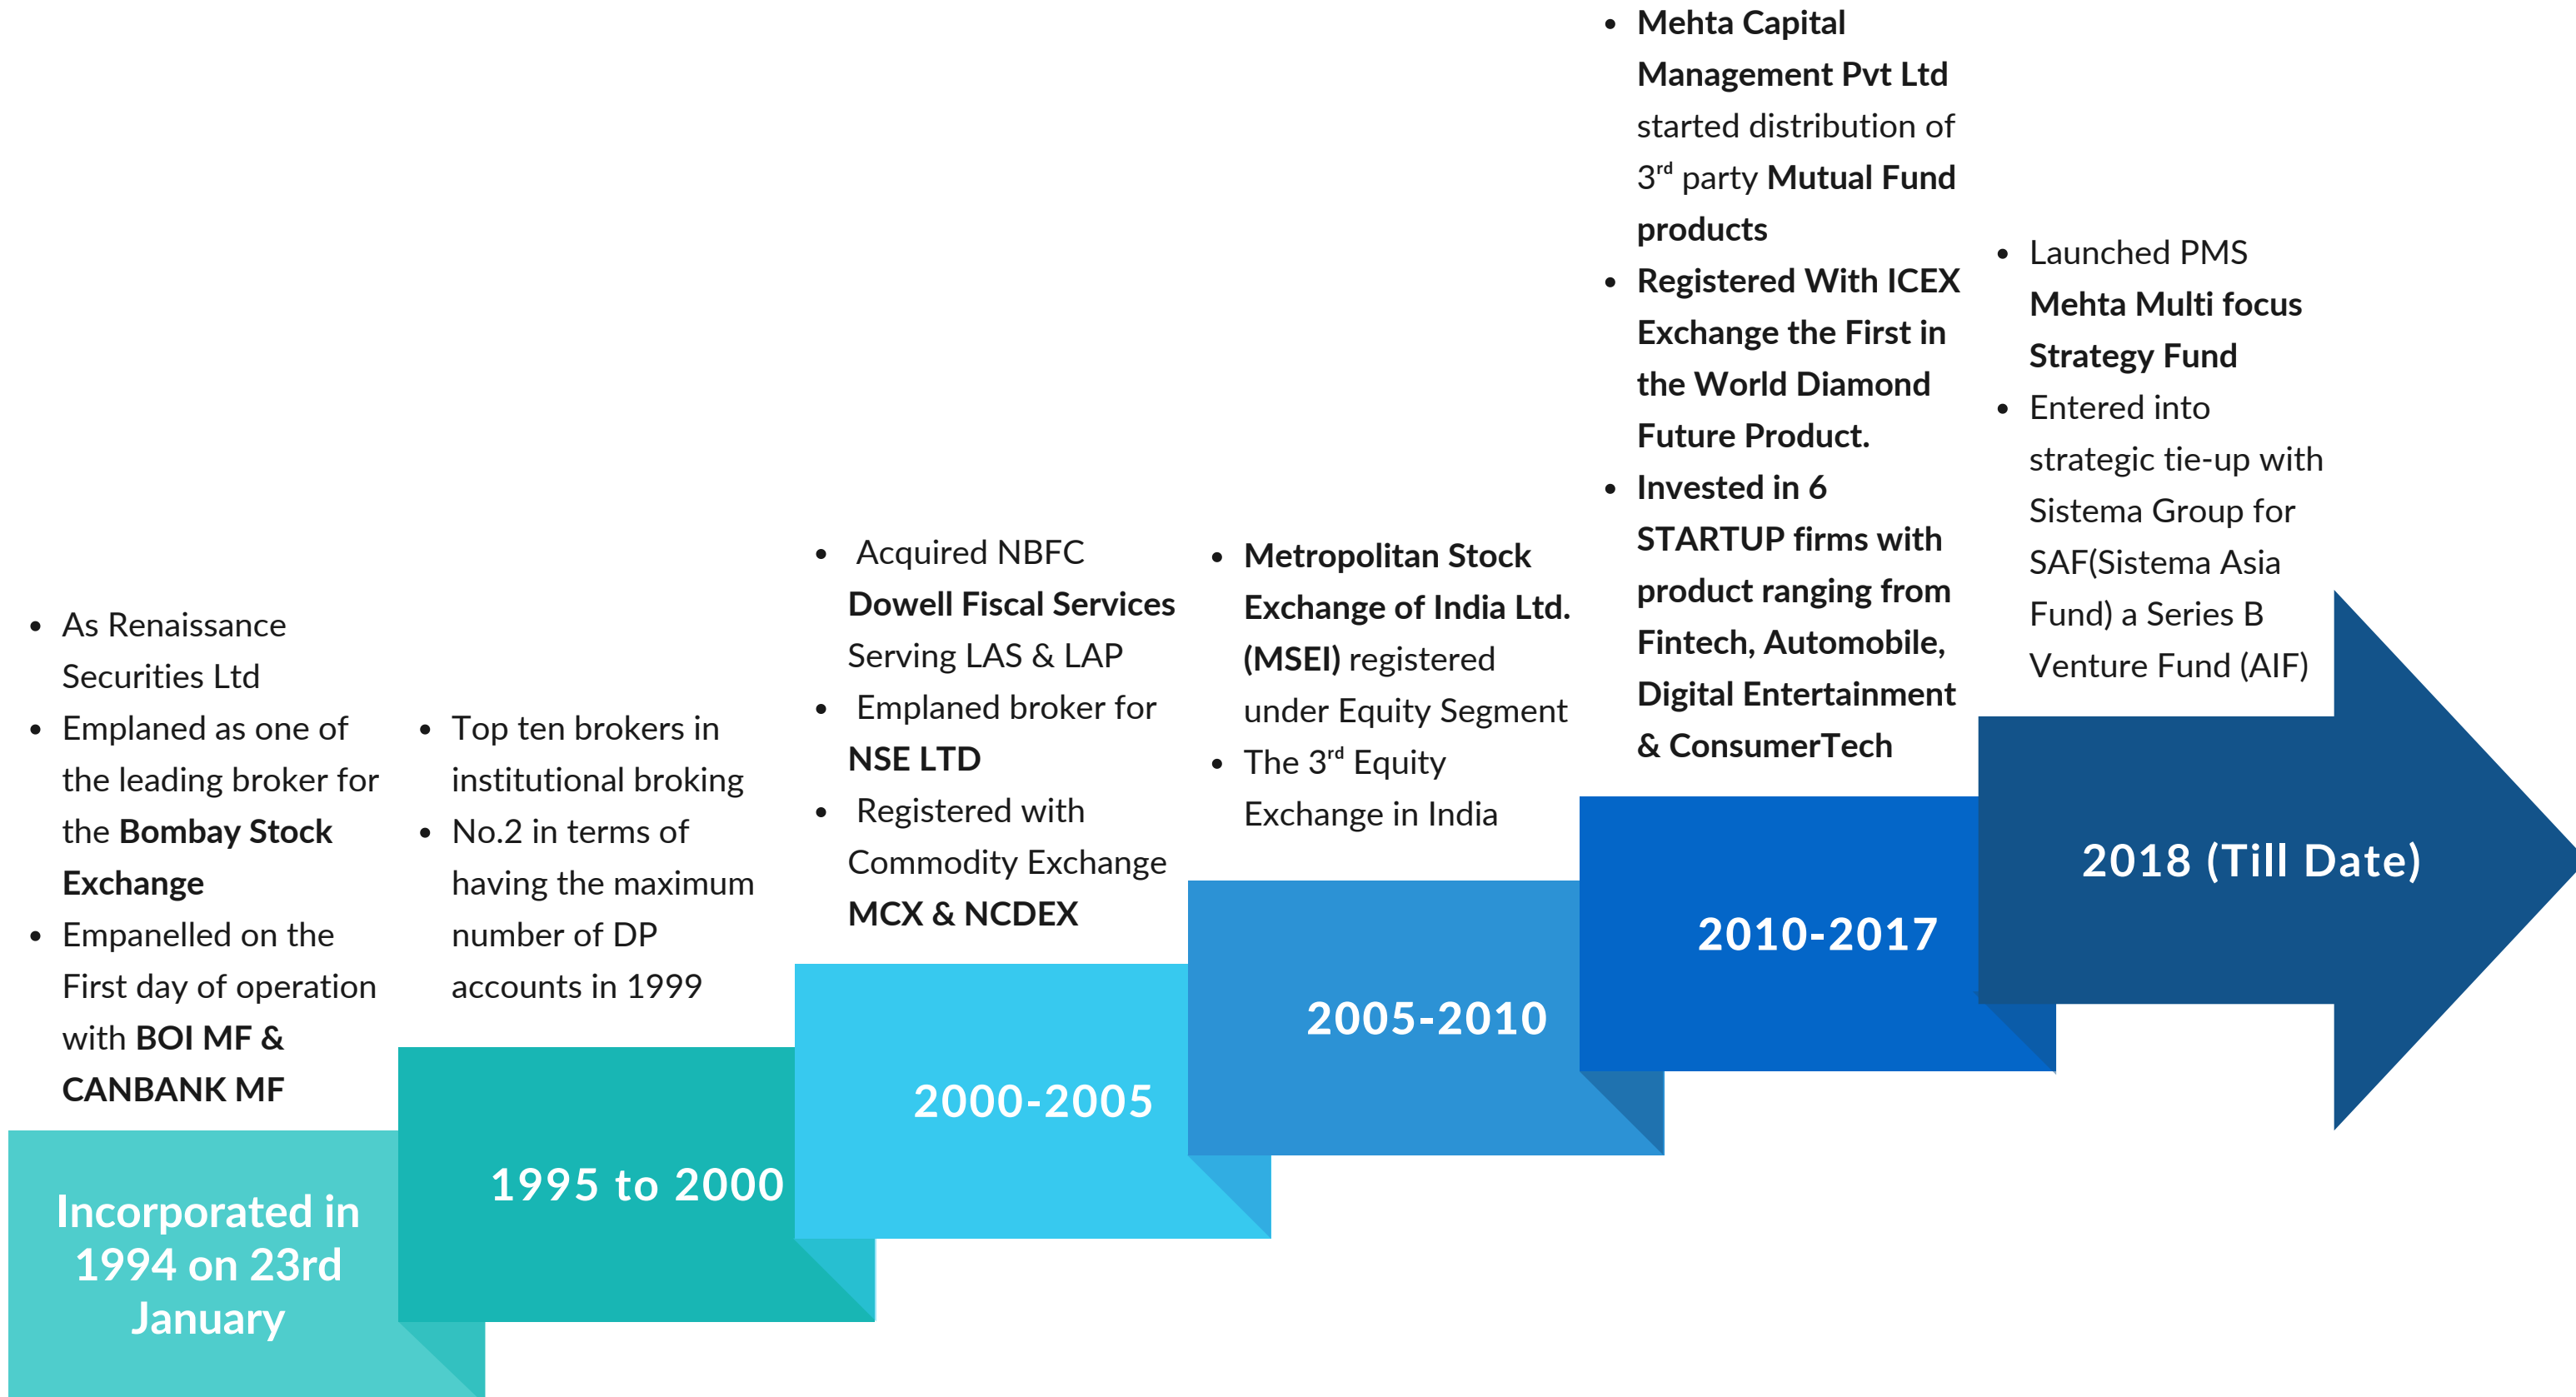 As Renaissance
Securities Ltd
Emplaned as one of
the leading broker for
the Bombay Stock
Exchange
Empanelled on the
First day of operation
with BOI MF &
CANBANK MF
Incorporated in
1994 on 23rd
January
Top ten brokers in
institutional broking
No.2 in terms of
having the maximum
number of DP
accounts in 1999
1995 to 2000
Acquired NBFC
Dowell Fiscal Services
Serving LAS & LAP
Emplaned broker for
NSE LTD
Registered with
Commodity Exchange
MCX & NCDEX
2000-2005
Metropolitan Stock
Exchange of India Ltd.
(MSEI) registered
under Equity Segment
The 3rd Equity
Exchange in India
2005-2010
Mehta Capital
Management Pvt Ltd
started distribution of
3rd party Mutual Fund
products
Registered With ICEX
Exchange the First in
the World Diamond
Future Product.
Invested in 6
STARTUP firms with
product ranging from
Fintech, Automobile,
Digital Entertainment
& ConsumerTech
2010-2017
Launched PMS
Mehta Multi focus
Strategy Fund
Entered into
strategic tie-up with
Sistema Group for
SAF(Sistema Asia
Fund) a Series B
Venture Fund (AIF)
2018 (Till Date)